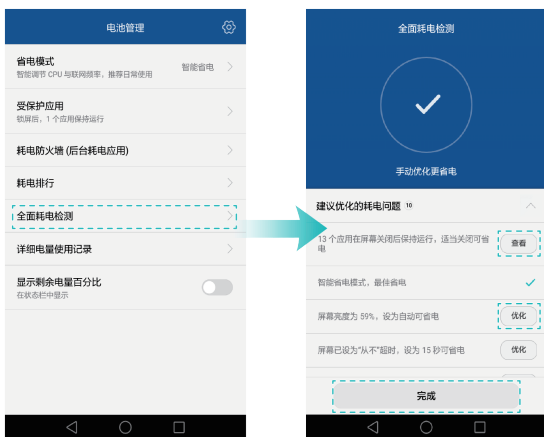 电池管理
省电模式
智能调节 CPU 与联网频率，推荐日常使用
智能省电
受保护应用
锁屏后，1 个应用保持运行
耗电防火墙 (后台耗电应用)
耗电排行
全面耗电检测
详细电量使用记录
显示剩余电量百分比
在状态栏中显示
全面耗电检测
手动优化更省电
建议优化的耗电问题 10
13 个应用在屏幕关闭后保持运行，适当关闭可省
电
查看
智能省电模式，最佳省电
屏幕亮度为 59%，设为自动可省电
优化
屏幕已设为"从不"超时，设为 15 秒可省电
优化
完成